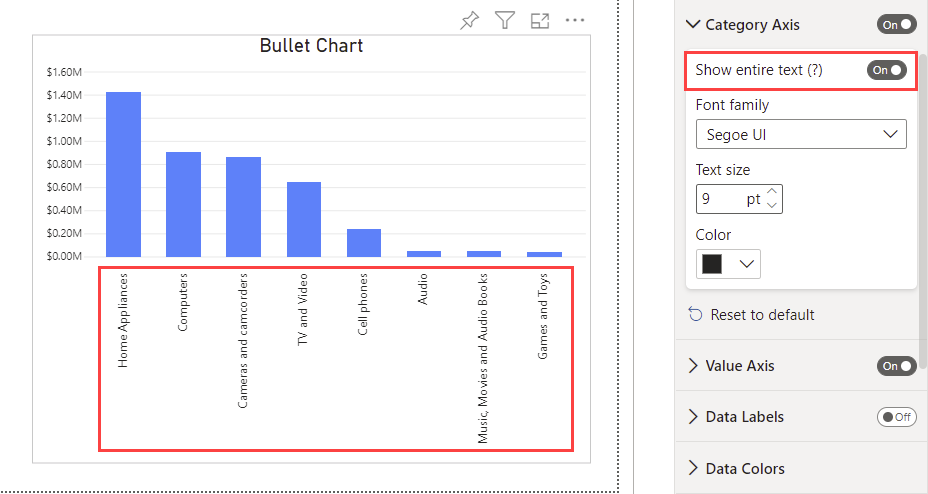 Bullet Chart
$1.60M
$1.40M
$1.20M
$1.00M
$0.80M
$0.60M
$0.40M
$0.20M
$0.00M
Home Appliances
Computers
Cameras and camcorders
TV and Video
Cell phones
Audio
Music, Movies and Audio Books
Games and Toys
Category Axis On
Show entire text (?) On
Font family
Segoe UI
Text size
9 pt
Color
Reset to default
Value Axis On
Data Labels Off
Data Colors